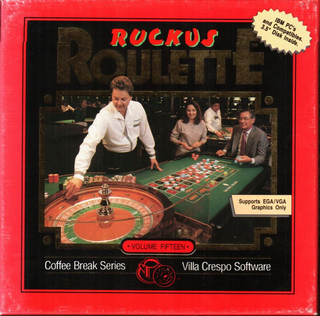 IBM PC's
and Compatibles.
3.5" Disk Inside.
RUCKUS
ROULETTE
Supports EGA/VGA
Graphics Only
• VOLUME FIFTEEN •
Coffee Break Series
Villa Crespo Software